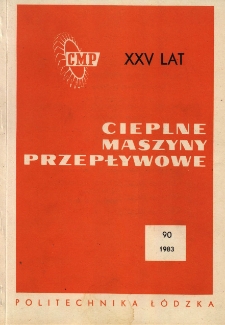 CMP
XXV LAT
CIEPLNE
MASZYNY
PRZEPŁYWOWE
90
1983
POLITECHNIKA ŁÓDZKA